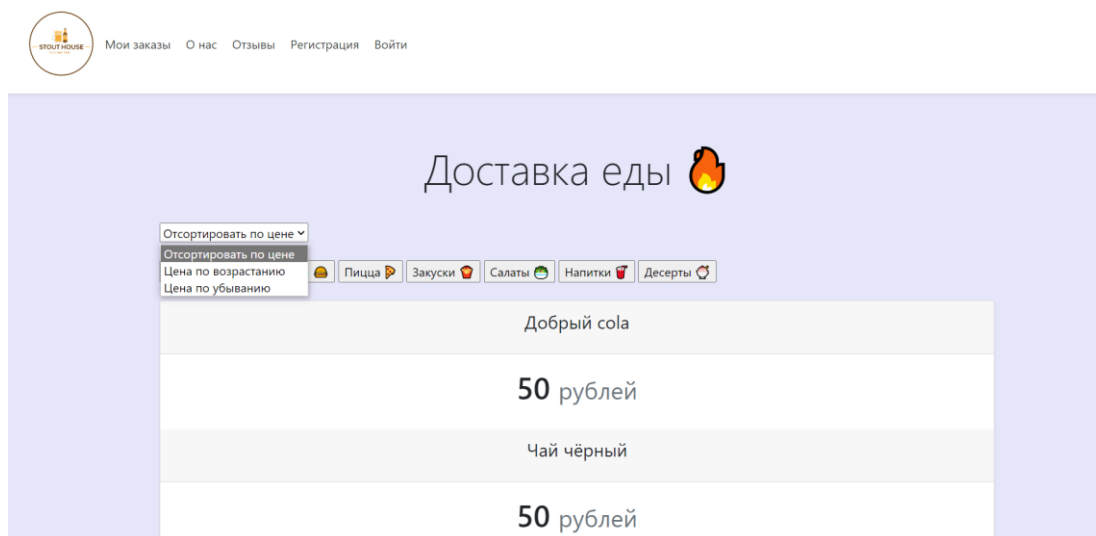 STOUT HOUSE
Мои заказы О нас Отзывы Регистрация Войти
Доставка еды 🔥
Отсортировать по цене
Отсортировать по цене
Цена по возрастанию
Цена по убыванию
🍔 Пицца 🍕 Закуски 🍟 Салаты 🥗 Напитки 🥤 Десерты 🍧
Добрый cola
50 рублей
Чай чёрный
50 рублей